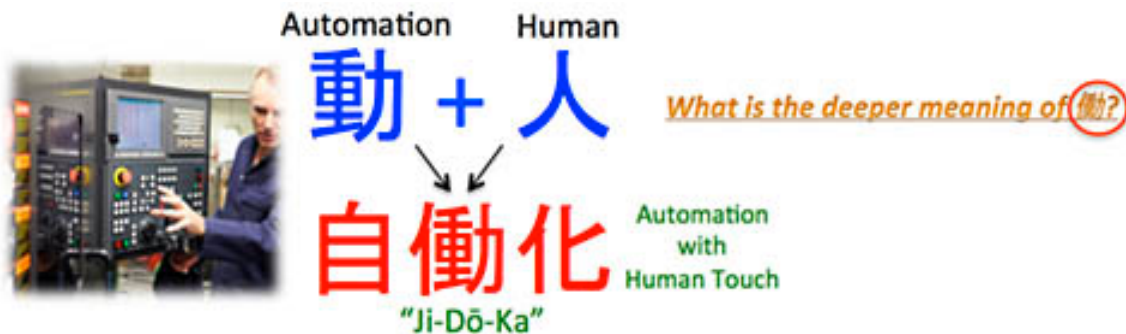 Automation Human
動 + 人
What is the deeper meaning of 働?
自働化
Automation
with
Human Touch
"Ji-Dō-Ka"